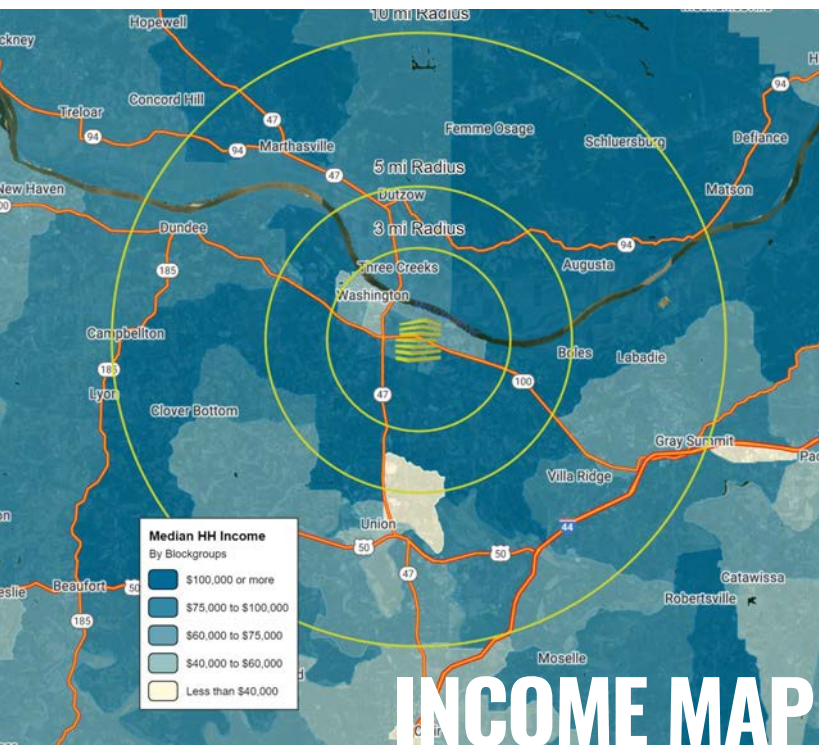 10 mi Radius
Hopewell
ckney
94
Treloar
Concord Hill
47
94
94
Marthasville
Femme Osage
Schluersburg
Defiance
47
5 mi Radius
New Haven
Dutzow
Matson
00
Dundee
3 mi Radius
94
185
Three Creeks
Augusta
Washington
Campbellton
Boles
Labadie
185
100
Lyon
47
Clover Bottom
Gray Summit
Pac
Villa Ridge
on
Union
44
50
50
Median HH Income
By Blockgroups
$100,000 or more
$75,000 to $100,000
$60,000 to $75,000
$40,000 to $60,000
Less than $40,000
47
Catawissa
eslie
Beaufort
50
Robertsville
185
Moselle
d
INCOME MAP